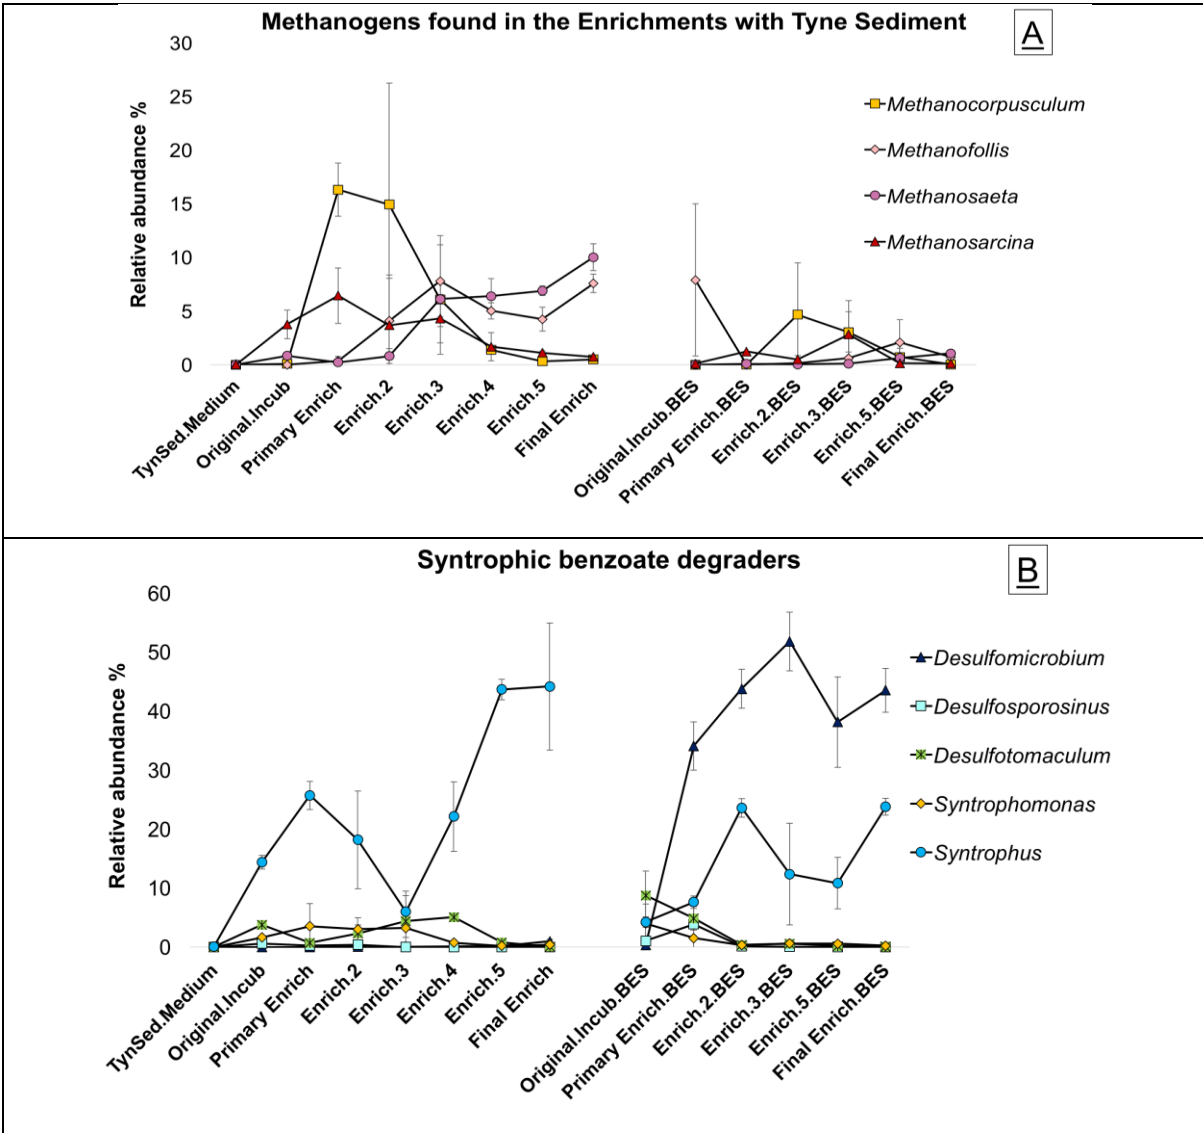 Methanogens found in the Enrichments with Tyne Sediment
A
Relative abundance %
30
25
20
15
10
5
0
Methanocorpusculum
Methanofollis
Methanosaeta
Methanosarcina
TynSed.Medium
Original.Incub
Primary Enrich
Enrich.2
Enrich.3
Enrich.4
Enrich.5
Final Enrich
Original.Incub.BES
Primary Enrich.BES
Enrich.2.BES
Enrich.3.BES
Enrich.5.BES
Final Enrich.BES
Syntrophic benzoate degraders
B
Relative abundance %
60
50
40
30
20
10
0
Desulfomicrobium
Desulfosporosinus
Desulfotomaculum
Syntrophomonas
Syntrophus
TynSed.Medium
Original.Incub
Primary Enrich
Enrich.2
Enrich.3
Enrich.4
Enrich.5
Final Enrich
Original.Incub.BES
Primary Enrich.BES
Enrich.2.BES
Enrich.3.BES
Enrich.5.BES
Final Enrich.BES